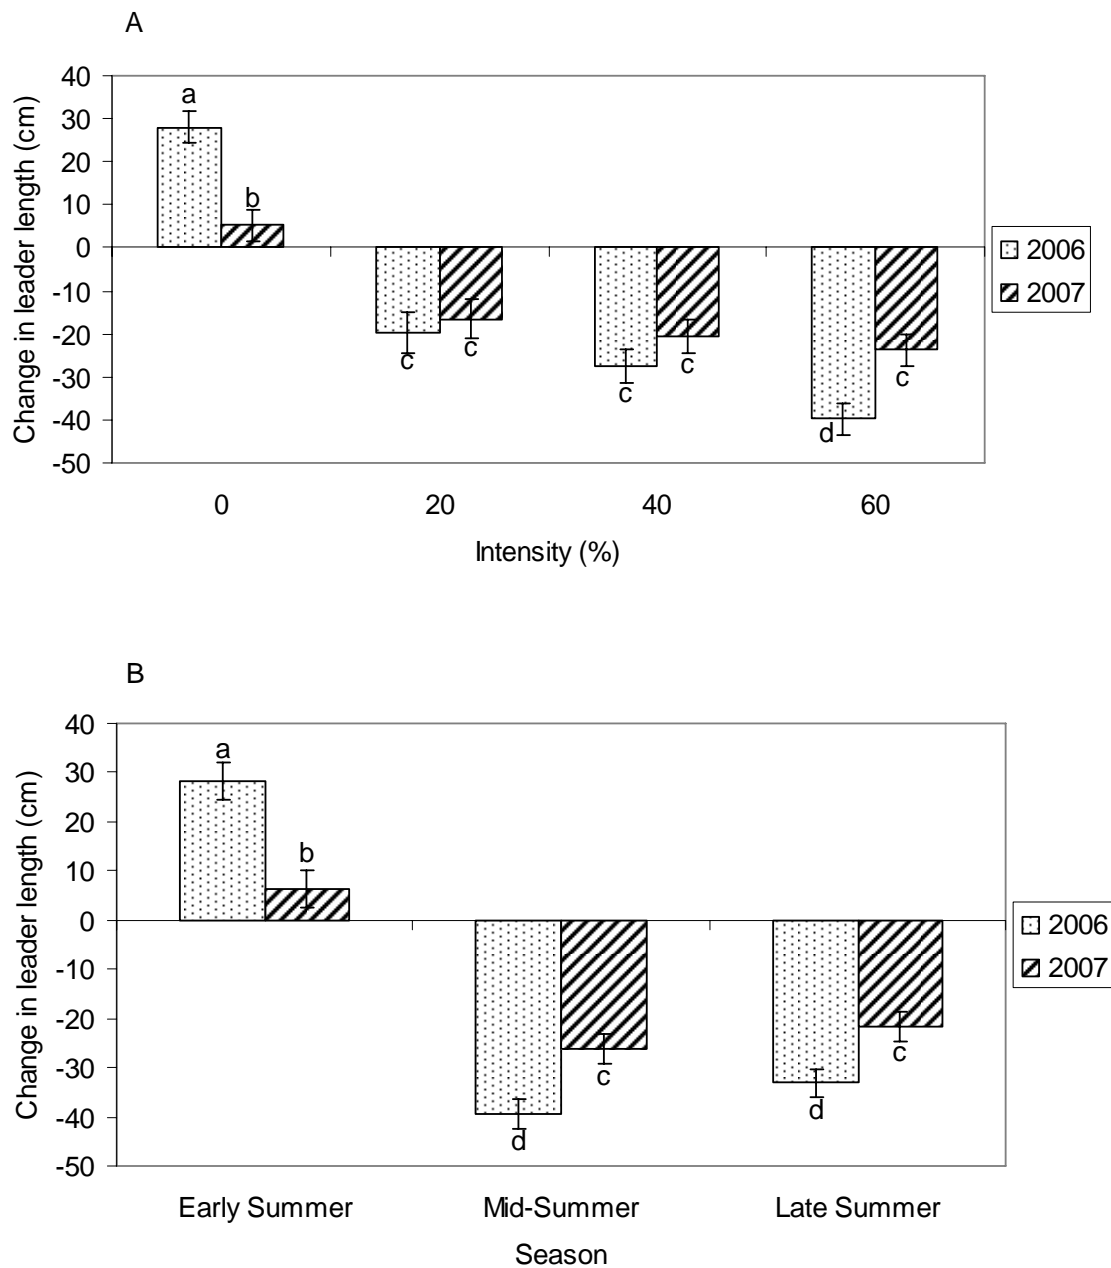 A
Change in leader length (cm)
40
30
20
10
0
-10
-20
-30
-40
-50
a
b
c
c
c
c
d
c
0 20 40 60
Intensity (%)
2006
2007
B
Change in leader length (cm)
40
30
20
10
0
-10
-20
-30
-40
-50
a
b
d
c
d
c
Early Summer Mid-Summer Late Summer
Season
2006
2007